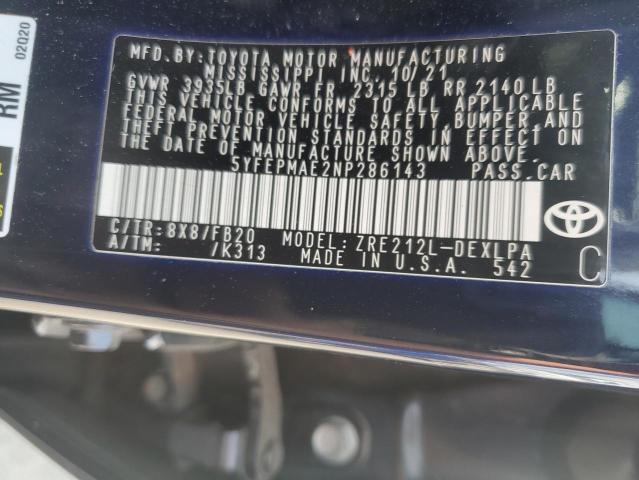 02020
RM
MFD. BY: TOYOTA MOTOR MANUFACTURING
MISSISSIPPI INC. 10/21
GVWR 3935LB GAWR FR 2315 LB RR 2140 LB
THIS VEHICLE CONFORMS TO ALL APPLICABLE
FEDERAL MOTOR VEHICLE SAFETY, BUMPER AND
THEFT PREVENTION STANDARDS IN EFFECT ON
THE DATE OF MANUFACTURE SHOWN ABOVE.
5YFEPMAE2NP286143 PASS.CAR
C/TR: 8X8/FB20 MODEL: ZRE212L-DEXLPA
A/TM: /K313 MADE IN U.S.A. 542
C